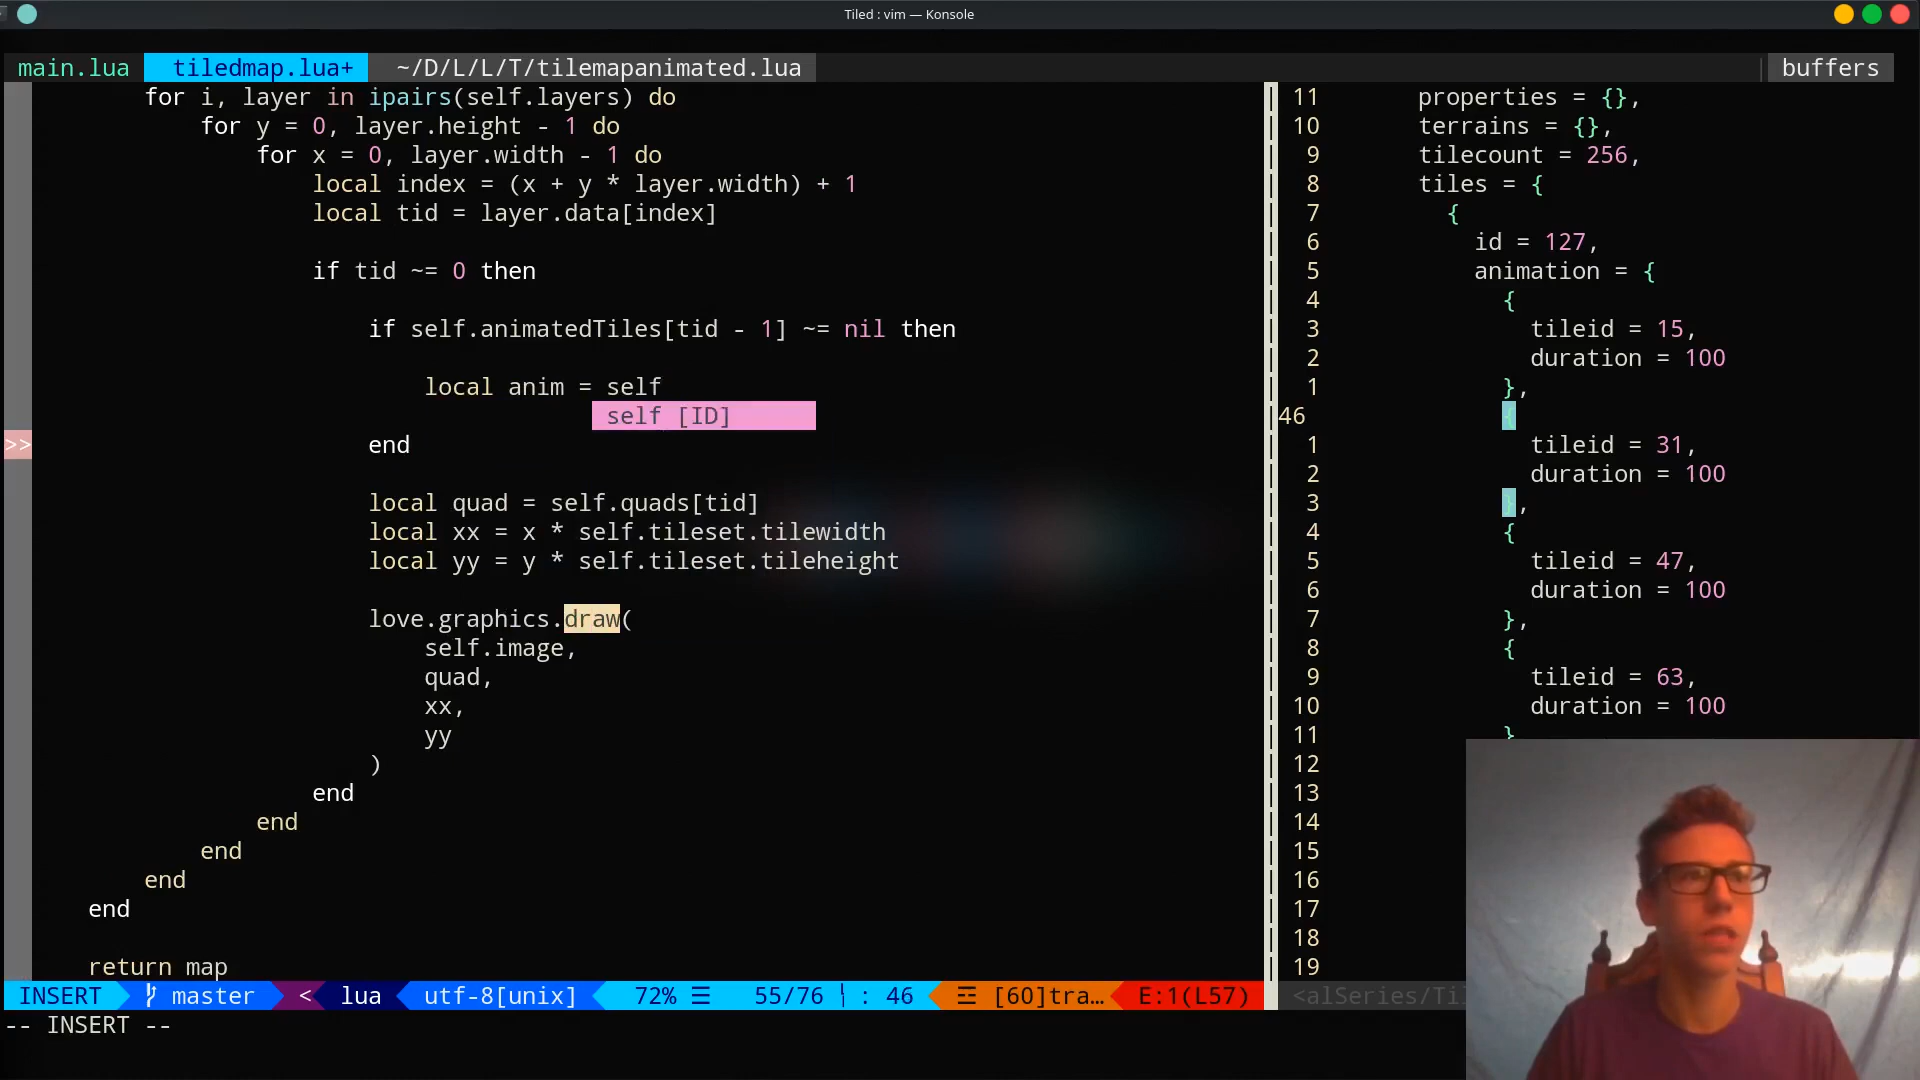 Tiled : vim — Konsole
main.lua tiledmap.lua+ ~/D/L/L/T/tilemapanimated.lua buffers
for i, layer in ipairs(self.layers) do
for y = 0, layer.height - 1 do
for x = 0, layer.width - 1 do
local index = (x + y * layer.width) + 1
local tid = layer.data[index]
if tid ~= 0 then
if self.animatedTiles[tid - 1] ~= nil then
local anim = self
self [ID]
>> end
local quad = self.quads[tid]
local xx = x * self.tileset.tilewidth
local yy = y * self.tileset.tileheight
love.graphics.draw(
self.image,
quad,
xx,
yy
)
end
end
end
end
end
return map
INSERT master < lua utf-8[unix] 72% ☰ 55/76 : 46 ☲ [60]tra… E:1(L57)
-- INSERT --
11 properties = {},
10 terrains = {},
9 tilecount = 256,
8 tiles = {
7 {
6 id = 127,
5 animation = {
4 {
3 tileid = 15,
2 duration = 100
1 },
46 {
1 tileid = 31,
2 duration = 100
3 },
4 {
5 tileid = 47,
6 duration = 100
7 },
8 {
9 tileid = 63,
10 duration = 100
11 }
12
13
14
15
16
17
18
19
<alSeries/Ti